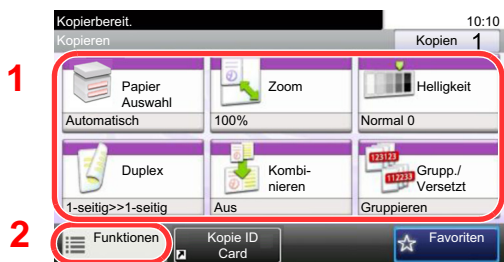 Kopierbereit. 10:10
Kopieren Kopien 1
1
Papier Auswahl
Automatisch
Zoom
100%
Helligkeit
Normal 0
Duplex
1-seitig>>1-seitig
Kombi-
nieren
Aus
123123
112233
Grupp./
Versetzt
Gruppieren
2
Funktionen
Kopie ID
Card
Favoriten